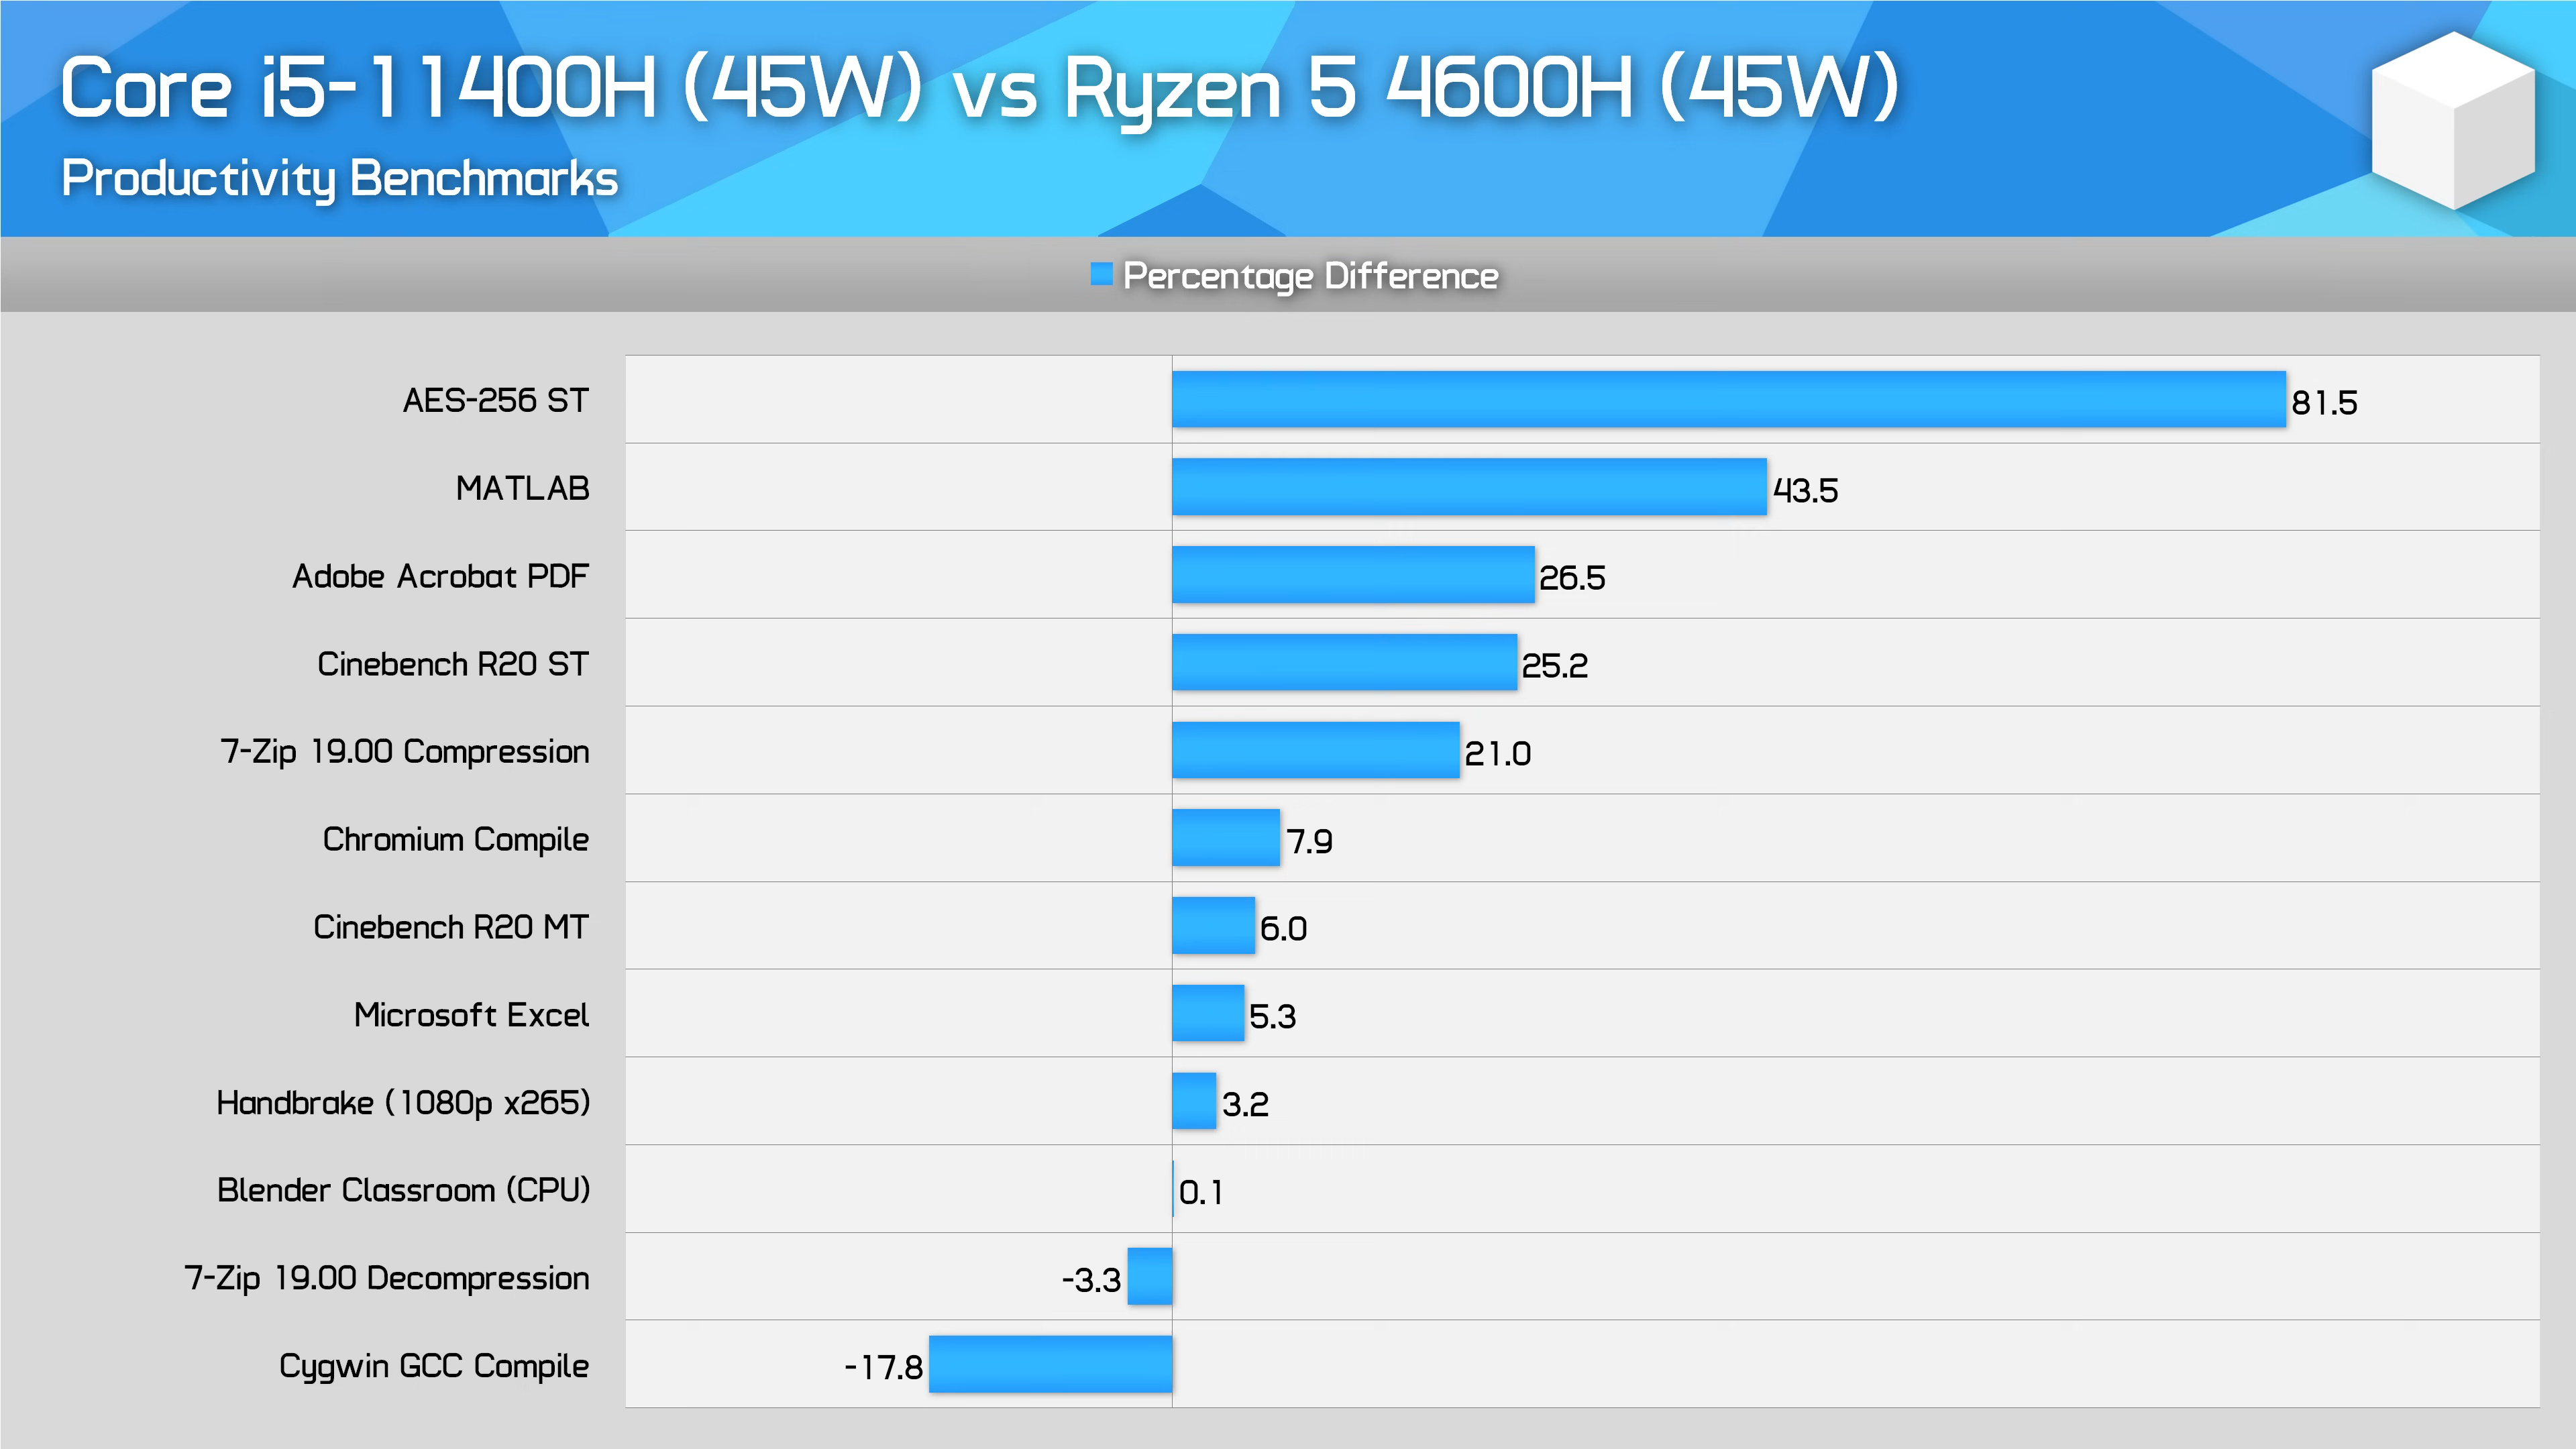 Core i5-11400H (45W) vs Ryzen 5 4600H (45W)
Productivity Benchmarks
Percentage Difference
AES-256 ST 81.5
MATLAB 43.5
Adobe Acrobat PDF 26.5
Cinebench R20 ST 25.2
7-Zip 19.00 Compression 21.0
Chromium Compile 7.9
Cinebench R20 MT 6.0
Microsoft Excel 5.3
Handbrake (1080p x265) 3.2
Blender Classroom (CPU) 0.1
7-Zip 19.00 Decompression -3.3
Cygwin GCC Compile -17.8